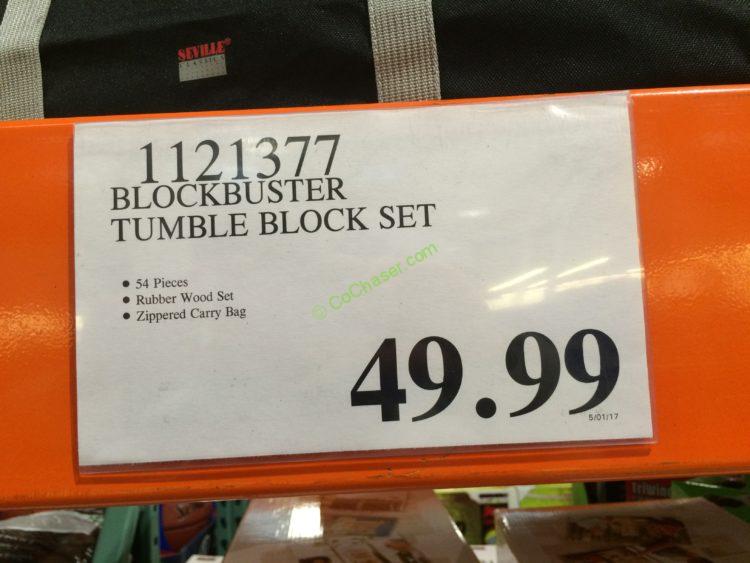 SEVILLE®
CLASSICS
1121377
BLOCKBUSTER
TUMBLE BLOCK SET
● 54 Pieces
● Rubber Wood Set
● Zippered Carry Bag
© CoChaser.com
49.99
5/01/17